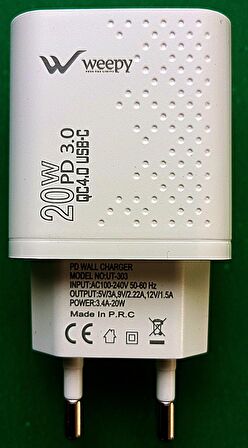 weepy
20W
PD 3.0
QC4.0 USB-C
PD WALL CHARGER
MODEL NO:UT-303
INPUT:AC100-240V 50-60 Hz
OUTPUT:5V/3A,9V/2.22A,12V/1.5A
POWER:3.4A-20W
Made In P.R.C
CE